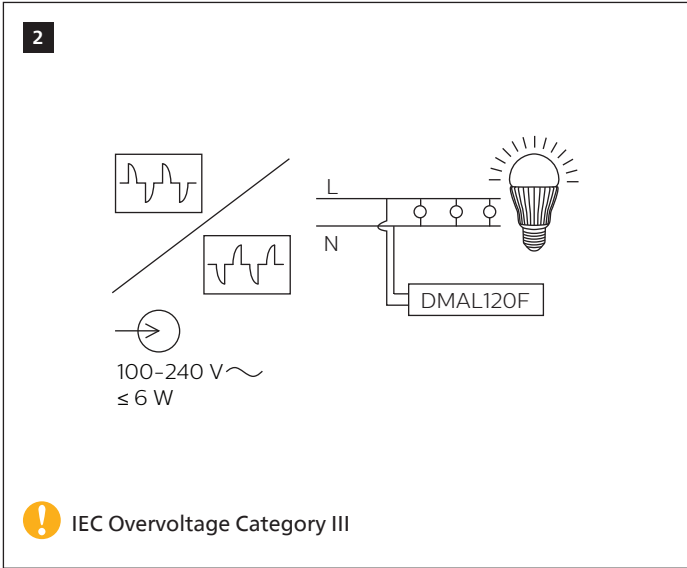 2
L
N
DMAL120F
100-240 V
≤ 6 W
! IEC Overvoltage Category III